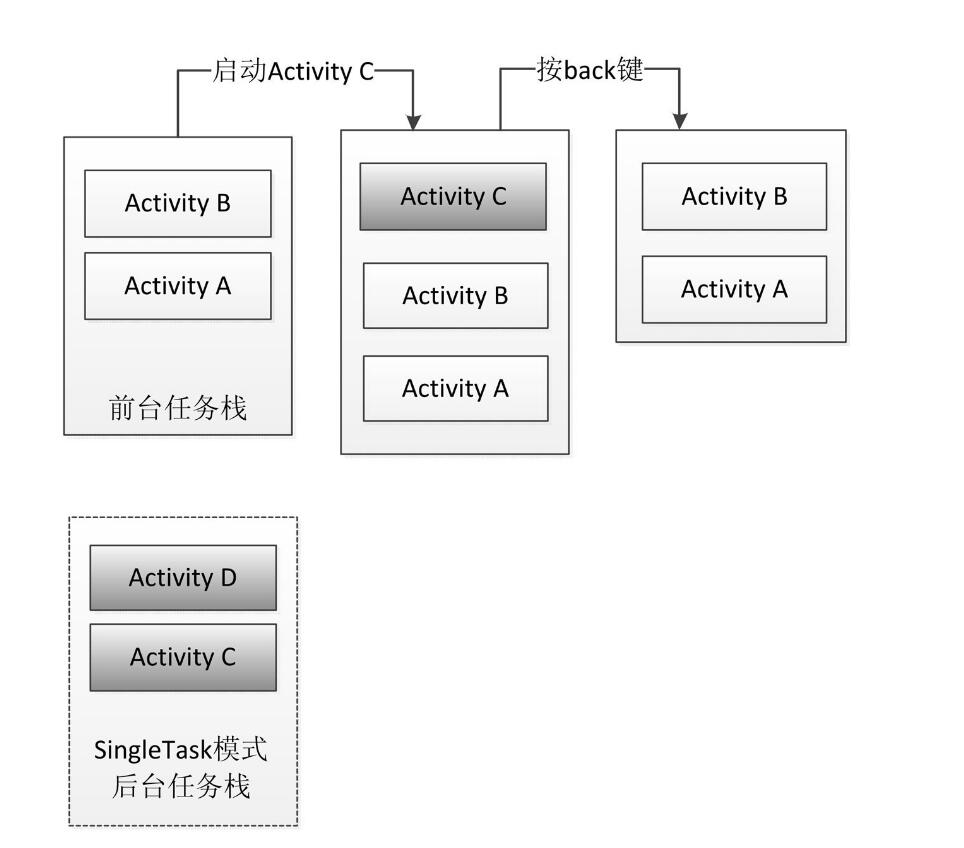 启动Activity C
按back键
Activity B
Activity A
前台任务栈
Activity C
Activity B
Activity A
Activity B
Activity A
Activity D
Activity C
SingleTask模式
后台任务栈